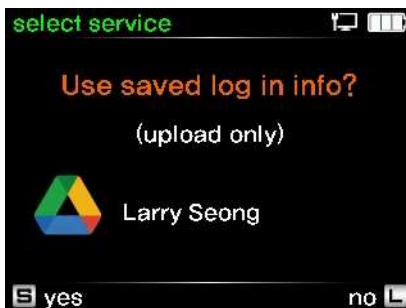 select service
Use saved log in info?
(upload only)
Larry Seong
S yes
no L